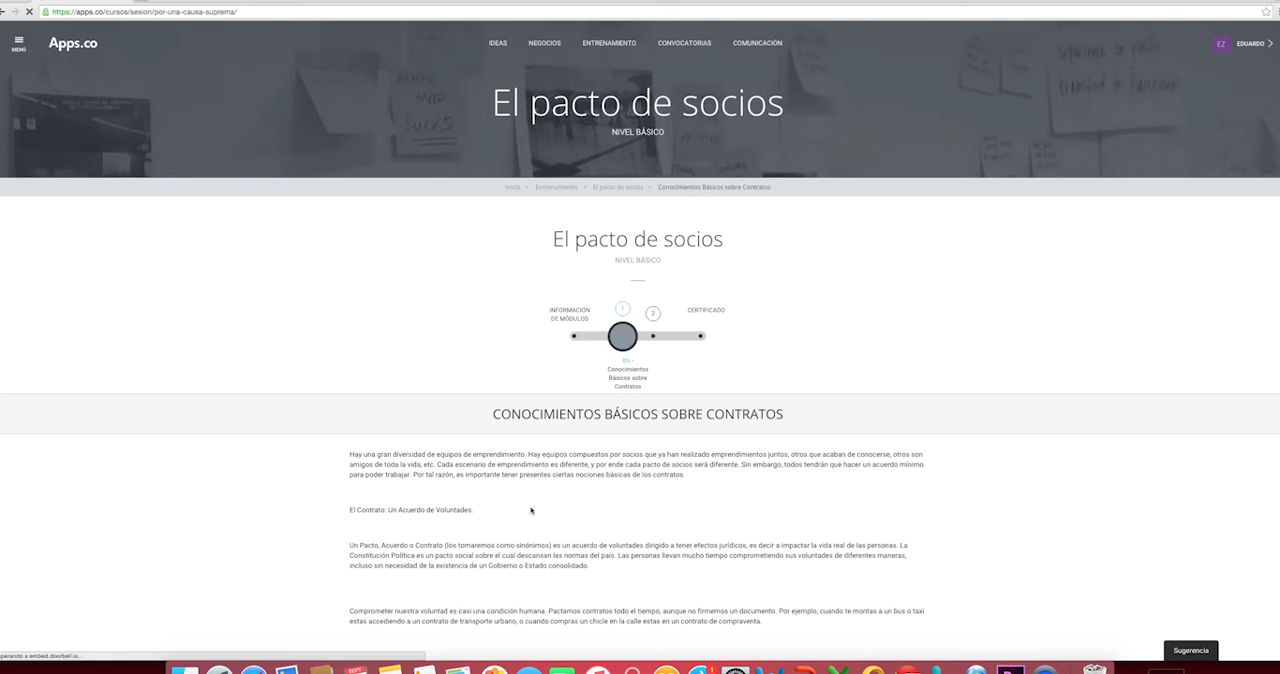 https://apps.co/cursos/sesion/por-una-causa-suprema/
MENÚ
Apps.co
IDEAS NEGOCIOS ENTRENAMIENTO CONVOCATORIAS COMUNICACIÓN
EZ EDUARDO
SUCKS
El pacto de socios
NIVEL BÁSICO
Inicio > Entrenamiento > El pacto de socios > Conocimientos Básicos sobre Contratos
El pacto de socios
NIVEL BÁSICO
INFORMACIÓN
DE MÓDULOS
1
2
CERTIFICADO
0% -
Conocimientos
Básicos sobre
Contratos
CONOCIMIENTOS BÁSICOS SOBRE CONTRATOS
Hay una gran diversidad de equipos de emprendimiento. Hay equipos compuestos por socios que ya han realizado emprendimientos juntos, otros que acaban de conocerse, otros son
amigos de toda la vida, etc. Cada escenario de emprendimiento es diferente, y por ende cada pacto de socios será diferente. Sin embargo, todos tendrán que hacer un acuerdo mínimo
para poder trabajar. Por tal razón, es importante tener presentes ciertas nociones básicas de los contratos.
El Contrato: Un Acuerdo de Voluntades.
Un Pacto, Acuerdo o Contrato (los tomaremos como sinónimos) es un acuerdo de voluntades dirigido a tener efectos jurídicos, es decir a impactar la vida real de las personas. La
Constitución Política es un pacto social sobre el cual descansan las normas del país. Las personas llevan mucho tiempo comprometiendo sus voluntades de diferentes maneras,
incluso sin necesidad de la existencia de un Gobierno o Estado consolidado.
Comprometer nuestra voluntad es casi una condición humana. Pactamos contratos todo el tiempo, aunque no firmemos un documento. Por ejemplo, cuando te montas a un bus o taxi
estas accediendo a un contrato de transporte urbano, o cuando compras un chicle en la calle estas en un contrato de compraventa.
Sugerencia
perando a embed.doorbell.io...